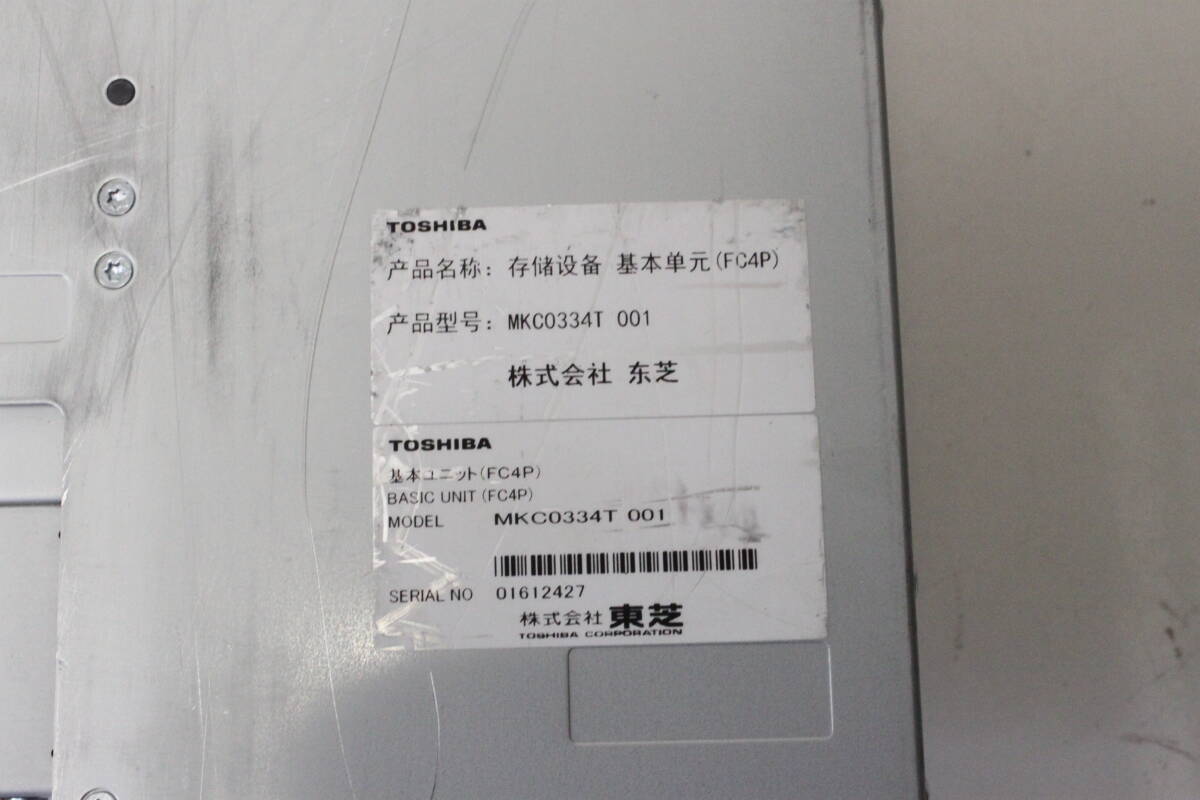 TOSHIBA
产品名称: 存储设备 基本单元(FC4P)
产品型号: MKC0334T 001
株式会社 东芝
TOSHIBA
基本ユニット(FC4P)
BASIC UNIT (FC4P)
MODEL MKC0334T 001
SERIAL NO 01612427
株式会社 東芝
TOSHIBA CORPORATION